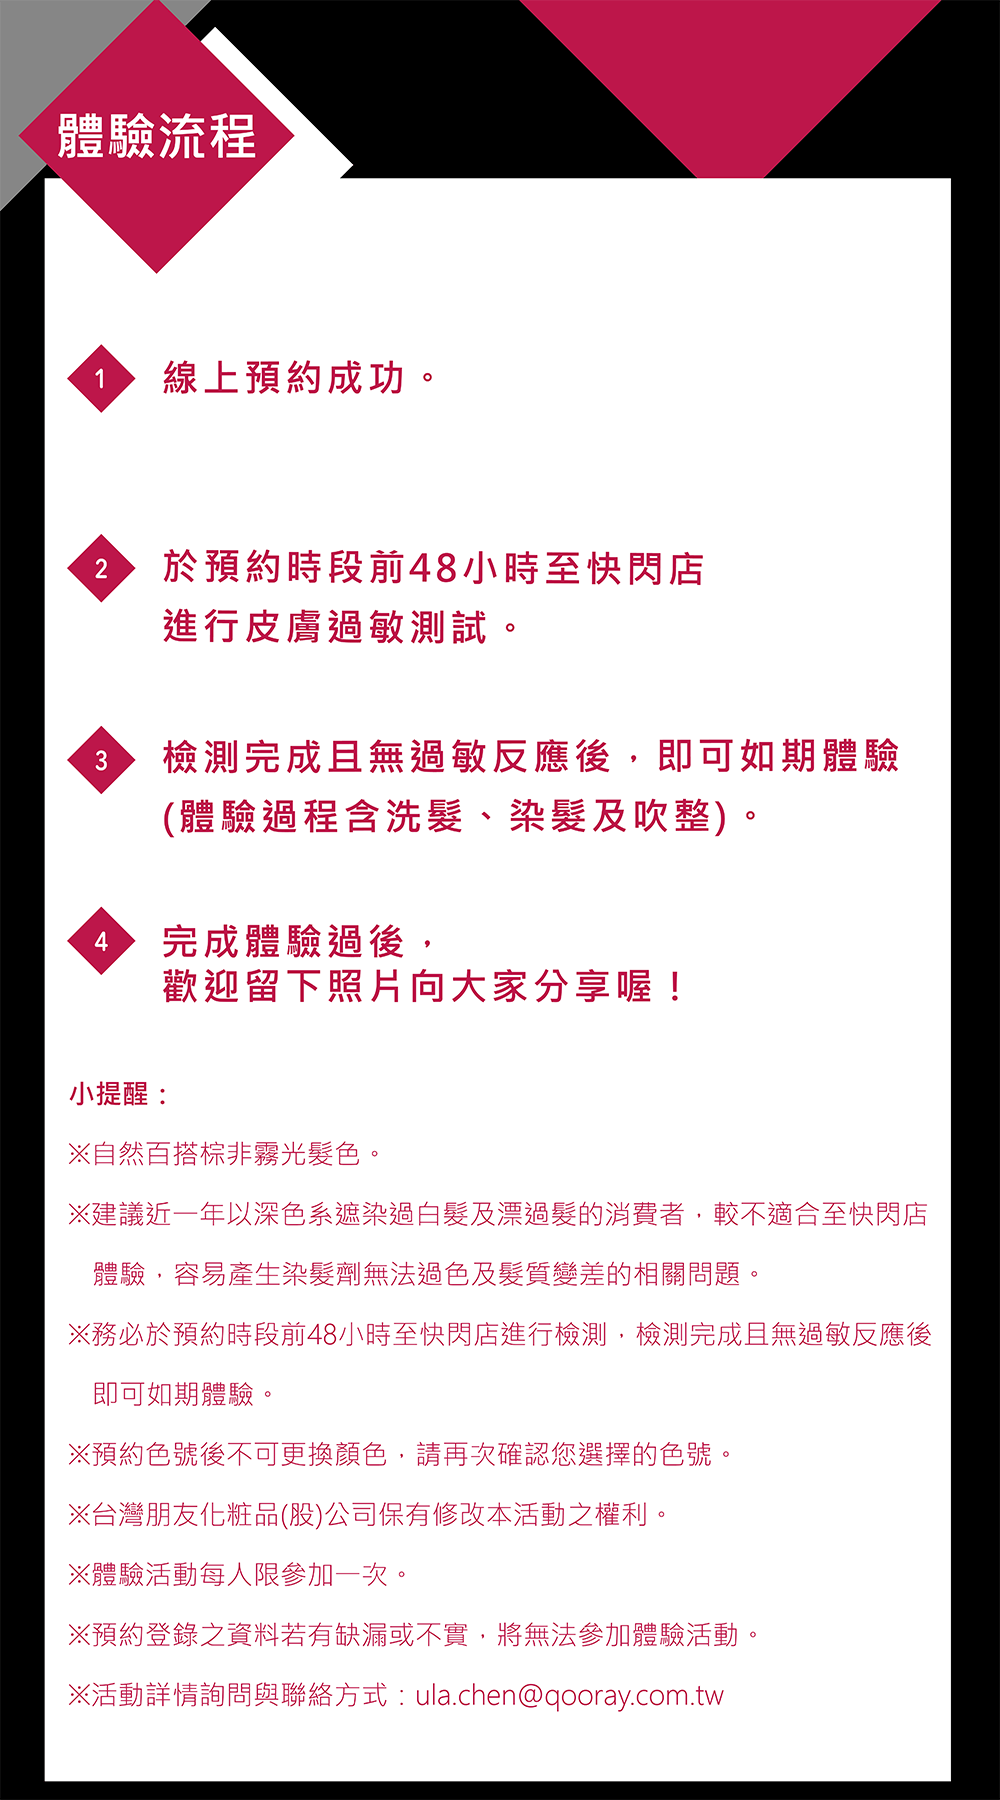 體驗流程
1 線上預約成功。
2 於預約時段前48小時至快閃店
進行皮膚過敏測試。
3 檢測完成且無過敏反應後，即可如期體驗
(體驗過程含洗髮、染髮及吹整)。
4 完成體驗過後，
歡迎留下照片向大家分享喔！
小提醒：
※自然百搭棕非霧光髮色。
※建議近一年以深色系遮染過白髮及漂過髮的消費者，較不適合至快閃店
體驗，容易產生染髮劑無法過色及髮質變差的相關問題。
※務必於預約時段前48小時至快閃店進行檢測，檢測完成且無過敏反應後
即可如期體驗。
※預約色號後不可更換顏色，請再次確認您選擇的色號。
※台灣朋友化粧品(股)公司保有修改本活動之權利。
※體驗活動每人限參加一次。
※預約登錄之資料若有缺漏或不實，將無法參加體驗活動。
※活動詳情詢問與聯絡方式：ula.chen@qooray.com.tw